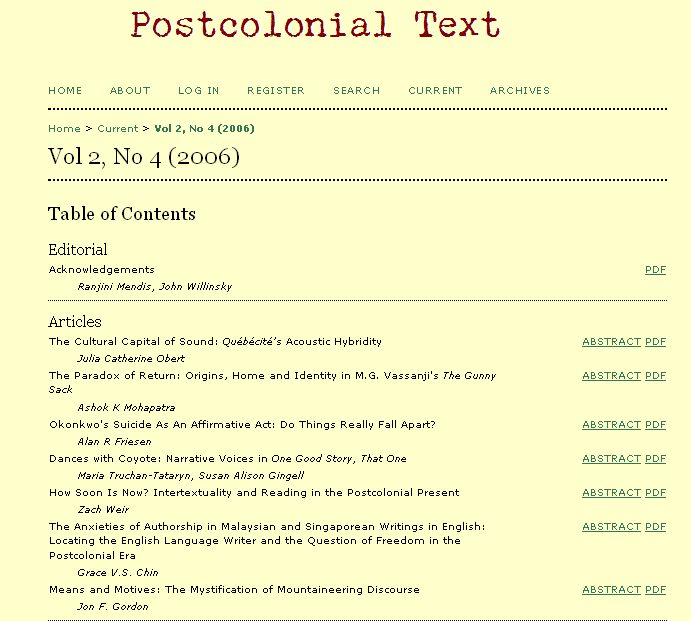 Postcolonial Text
HOME ABOUT LOG IN REGISTER SEARCH CURRENT ARCHIVES
Home > Current > Vol 2, No 4 (2006)
Vol 2, No 4 (2006)
Table of Contents
Editorial
Acknowledgements PDF
Ranjini Mendis, John Willinsky
Articles
The Cultural Capital of Sound: Québécité's Acoustic Hybridity ABSTRACT PDF
Julia Catherine Obert
The Paradox of Return: Origins, Home and Identity in M.G. Vassanji's The Gunny ABSTRACT PDF
Sack
Ashok K Mohapatra
Okonkwo's Suicide As An Affirmative Act: Do Things Really Fall Apart? ABSTRACT PDF
Alan R Friesen
Dances with Coyote: Narrative Voices in One Good Story, That One ABSTRACT PDF
Maria Truchan-Tataryn, Susan Alison Gingell
How Soon Is Now? Intertextuality and Reading in the Postcolonial Present ABSTRACT PDF
Zach Weir
The Anxieties of Authorship in Malaysian and Singaporean Writings in English: ABSTRACT PDF
Locating the English Language Writer and the Question of Freedom in the
Postcolonial Era
Grace V.S. Chin
Means and Motives: The Mystification of Mountaineering Discourse ABSTRACT PDF
Jon F. Gordon